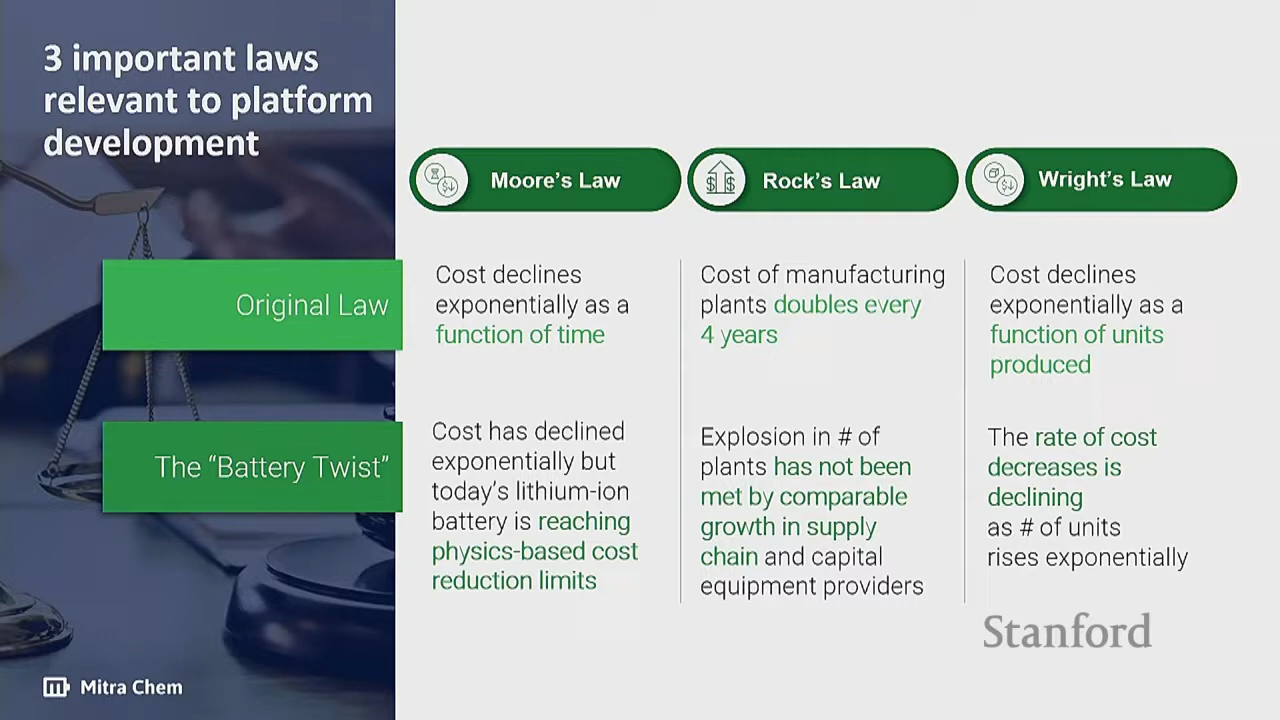 3 important laws
relevant to platform
development
Moore's Law
Rock's Law
Wright's Law
Original Law
Cost declines
exponentially as a
function of time
Cost of manufacturing
plants doubles every
4 years
Cost declines
exponentially as a
function of units
produced
The “Battery Twist”
Cost has declined
exponentially but
today's lithium-ion
battery is reaching
physics-based cost
reduction limits
Explosion in # of
plants has not been
met by comparable
growth in supply
chain and capital
equipment providers
The rate of cost
decreases is
declining
as # of units
rises exponentially
Stanford
Mitra Chem